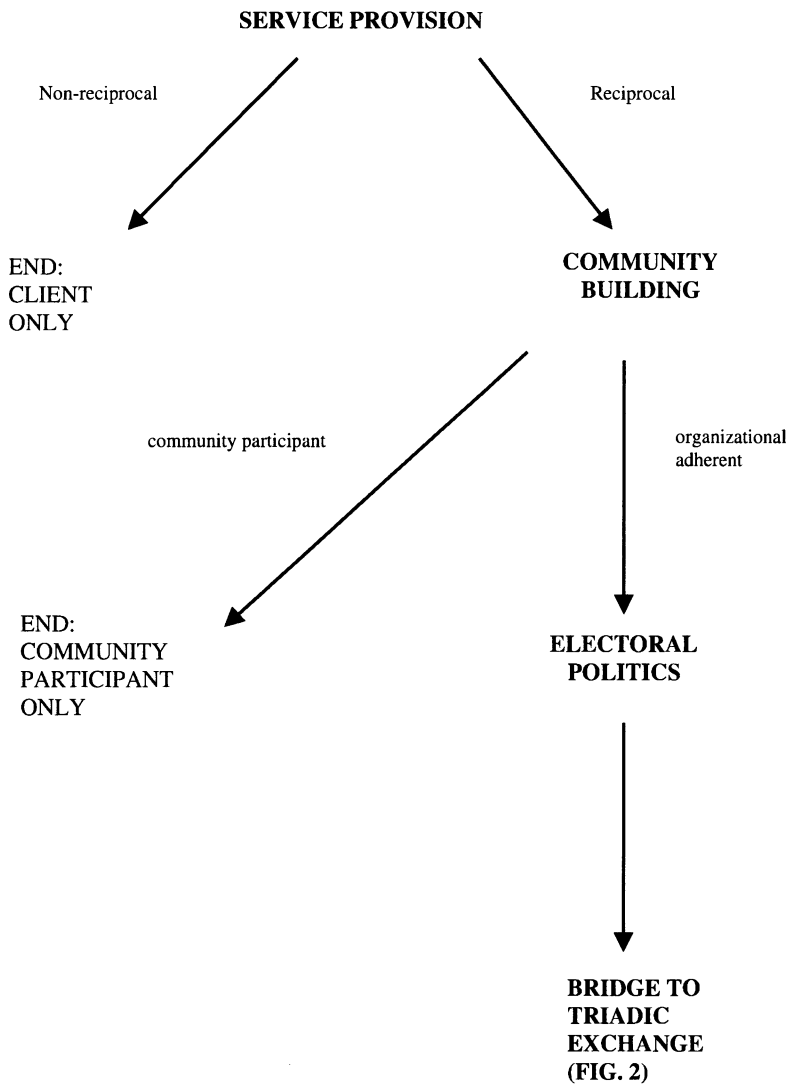 SERVICE PROVISION
Non-reciprocal
Reciprocal
END:
CLIENT
ONLY
COMMUNITY
BUILDING
community participant
organizational
adherent
END:
COMMUNITY
PARTICIPANT
ONLY
ELECTORAL
POLITICS
BRIDGE TO
TRIADIC
EXCHANGE
(FIG. 2)